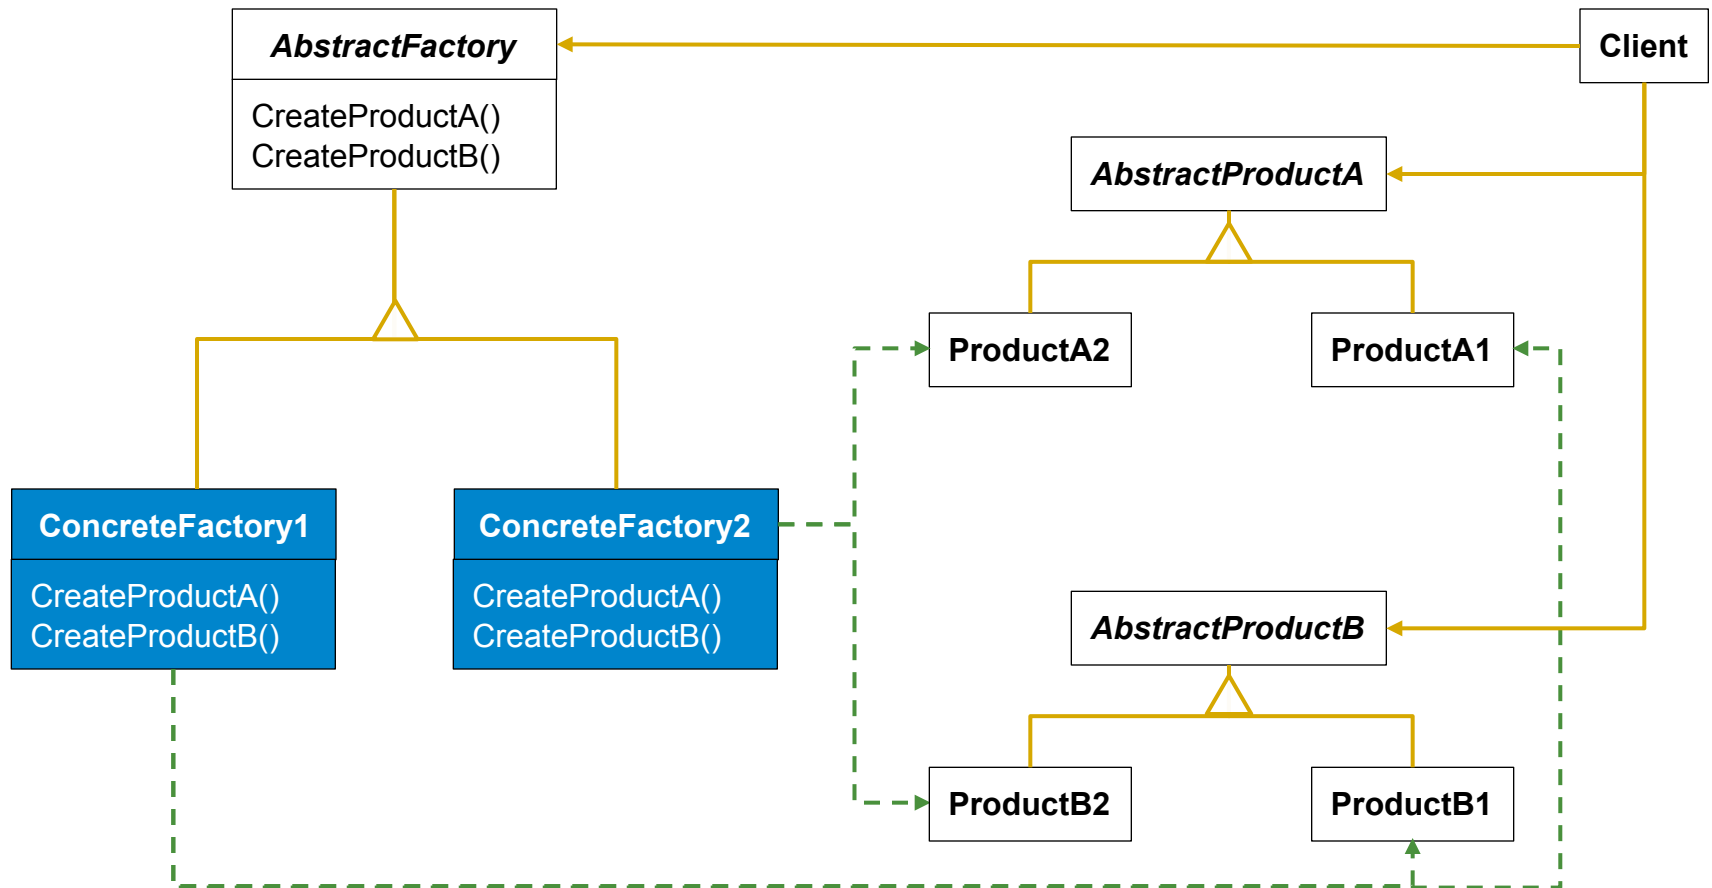 AbstractFactory
CreateProductA()
CreateProductB()
Client
AbstractProductA
ProductA2
ProductA1
ConcreteFactory1
CreateProductA()
CreateProductB()
ConcreteFactory2
CreateProductA()
CreateProductB()
AbstractProductB
ProductB2
ProductB1